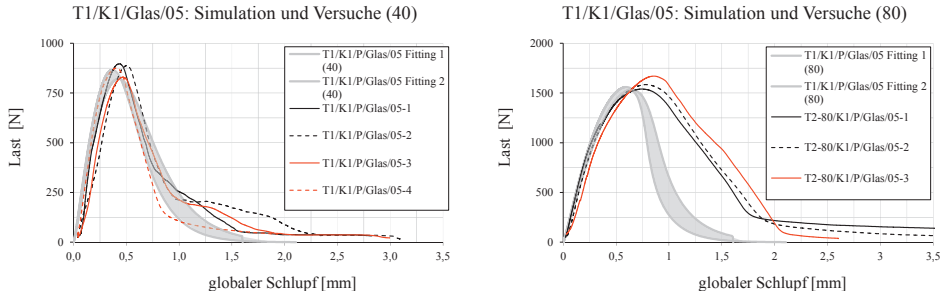 T1/K1/Glas/05: Simulation und Versuche (40)
1000
750
500
250
0
Last [N]
0,0
0,5
1,0
1,5
2,0
2,5
3,0
3,5
globaler Schlupf [mm]
T1/K1/P/Glas/05 Fitting 1
(40)
T1/K1/P/Glas/05 Fitting 2
(40)
T1/K1/P/Glas/05-1
T1/K1/P/Glas/05-2
T1/K1/P/Glas/05-3
T1/K1/P/Glas/05-4
T1/K1/Glas/05: Simulation und Versuche (80)
2000
1500
1000
500
0
Last [N]
0
0,5
1
1,5
2
2,5
3
3,5
globaler Schlupf [mm]
T1/K1/P/Glas/05 Fitting 1
(80)
T1/K1/P/Glas/05 Fitting 2
(80)
T2-80/K1/P/Glas/05-1
T2-80/K1/P/Glas/05-2
T2-80/K1/P/Glas/05-3